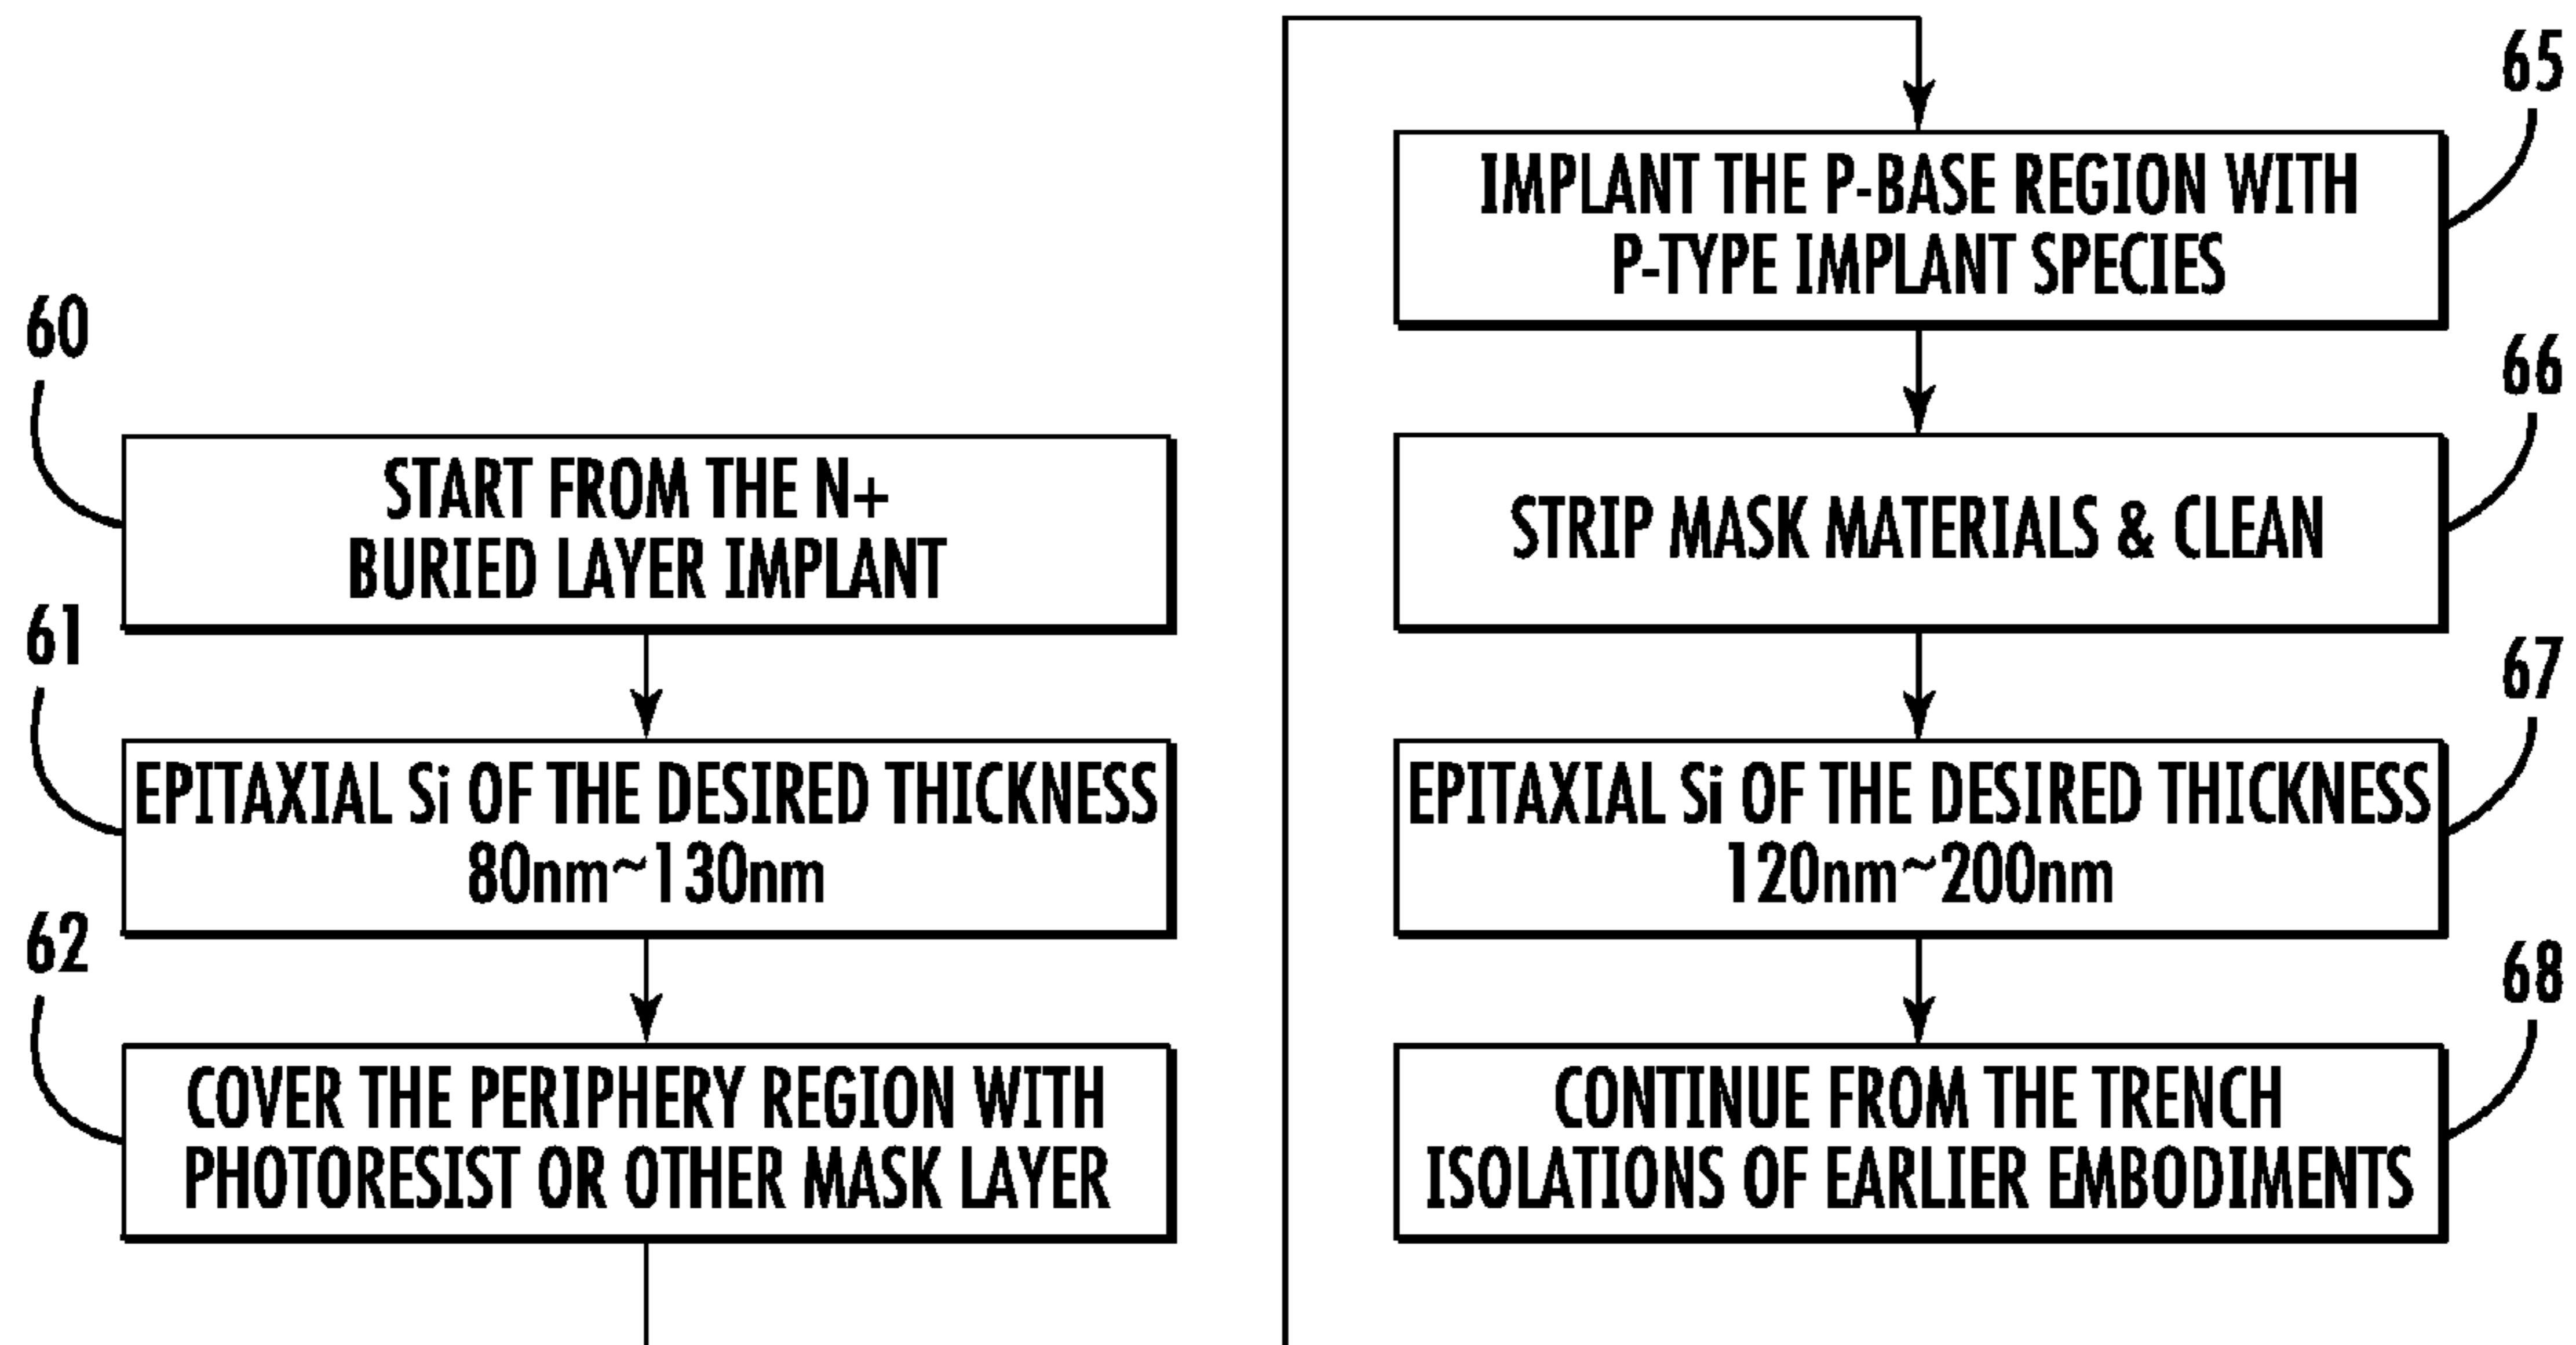 60
START FROM THE N+
BURIED LAYER IMPLANT
61
EPITAXIAL Si OF THE DESIRED THICKNESS
80nm~130nm
62
COVER THE PERIPHERY REGION WITH
PHOTORESIST OR OTHER MASK LAYER
65
IMPLANT THE P-BASE REGION WITH
P-TYPE IMPLANT SPECIES
66
STRIP MASK MATERIALS & CLEAN
67
EPITAXIAL Si OF THE DESIRED THICKNESS
120nm~200nm
68
CONTINUE FROM THE TRENCH
ISOLATIONS OF EARLIER EMBODIMENTS